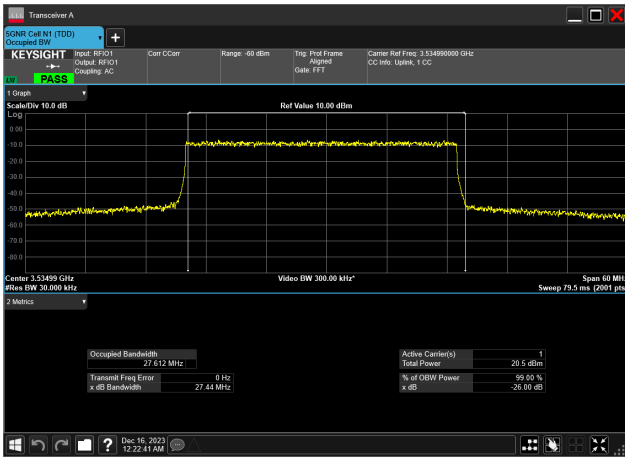 Transceiver A
5GNR Cell N1 (TDD)
Occupied BW
KEYSIGHT
LXI
PASS
Input: RFIO1
Output: RFIO1
Coupling: AC
Corr CCorr
Range: -60 dBm
Trig: Prot Frame
Aligned
Gate: FFT
Carrier Ref Freq: 3.534990000 GHz
CC Info: Uplink, 1 CC
1 Graph
Scale/Div 10.0 dB
Ref Value 10.00 dBm
Log
0.00
-10.0
-20.0
-30.0
-40.0
-50.0
-60.0
-70.0
-80.0
Center 3.53499 GHz
Video BW 300.00 kHz*
Span 60 MHz
#Res BW 30.000 kHz
Sweep 79.5 ms (2001 pts
2 Metrics
Occupied Bandwidth
27.612 MHz
Transmit Freq Error 0 Hz
x dB Bandwidth 27.44 MHz
Active Carrier(s) 1
Total Power 20.5 dBm
% of OBW Power 99.00 %
x dB -26.00 dB
?
Dec 16, 2023
12:22:41 AM